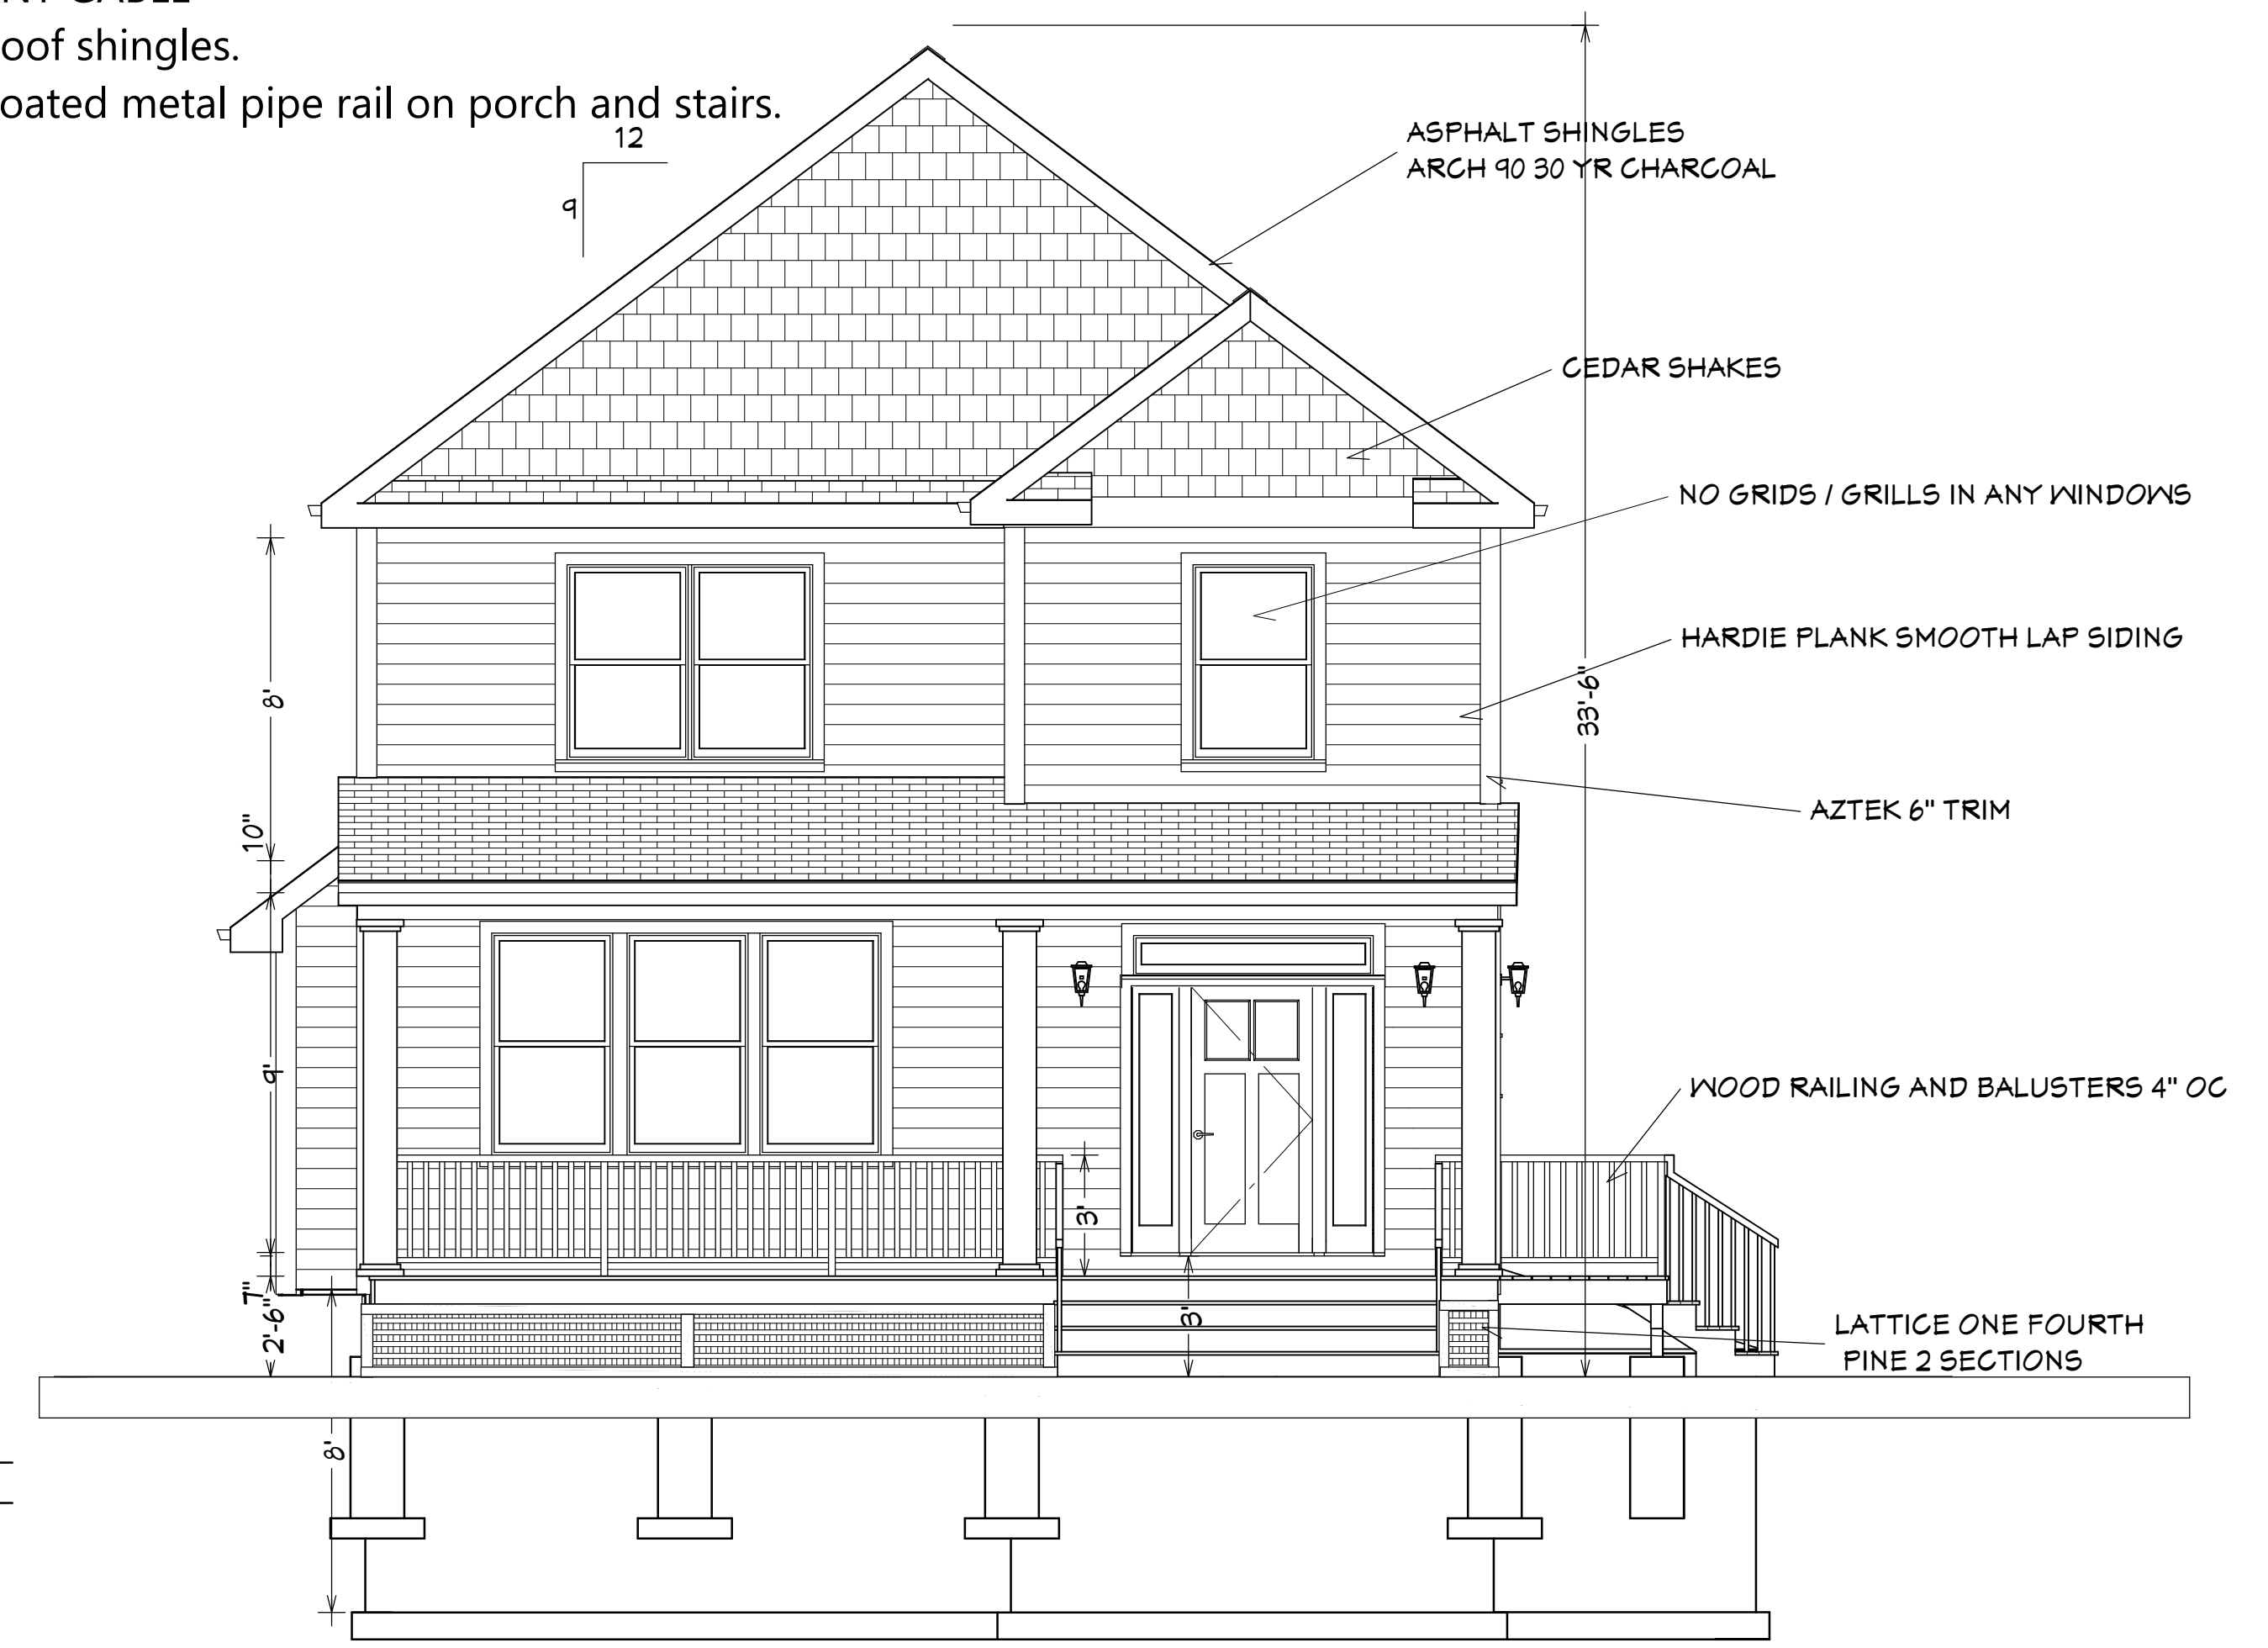 NT GABLE
oof shingles.
oated metal pipe rail on porch and stairs.
12
9
ASPHALT SHINGLES
ARCH 90 30 YR CHARCOAL
CEDAR SHAKES
NO GRIDS / GRILLS IN ANY WINDOWS
HARDIE PLANK SMOOTH LAP SIDING
33'-6"
8'
AZTEK 6" TRIM
10"
9'
WOOD RAILING AND BALUSTERS 4" OC
3'
7"
2'-6"
3'
LATTICE ONE FOURTH
PINE 2 SECTIONS
8'